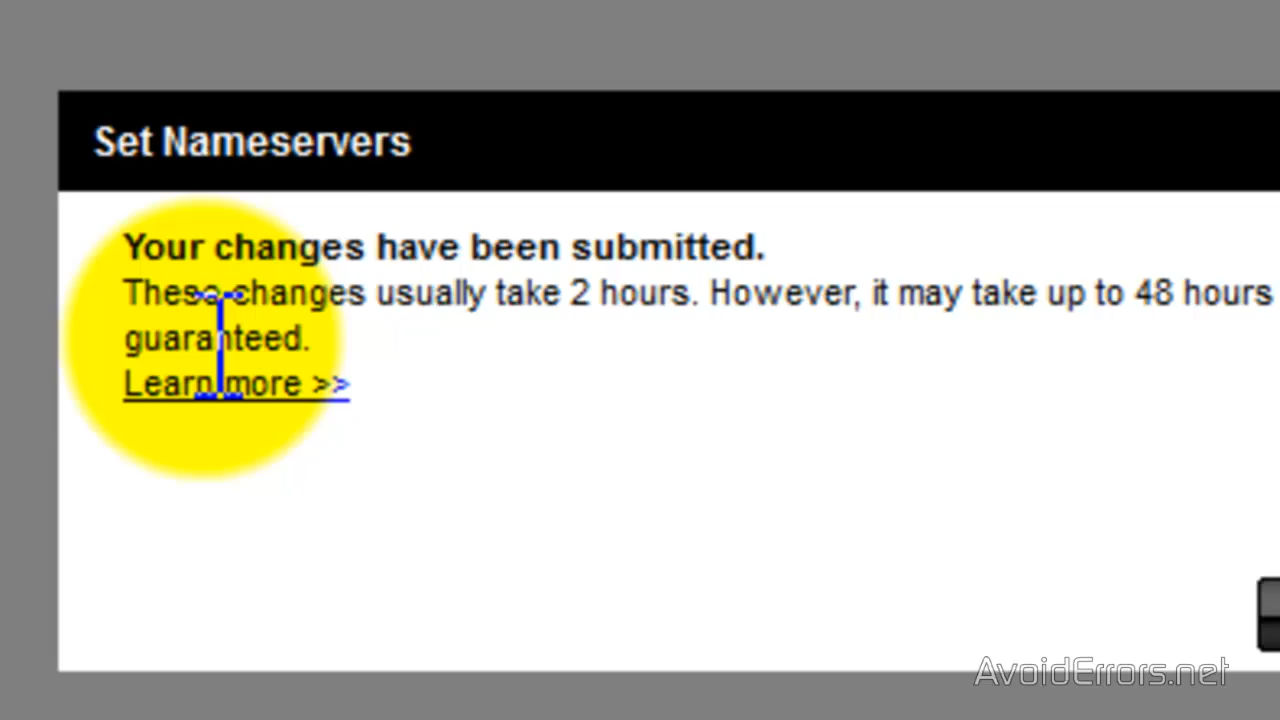 Set Nameservers
Your changes have been submitted.
These changes usually take 2 hours. However, it may take up to 48 hours
guaranteed.
Learn more >>
AvoidErrors.net